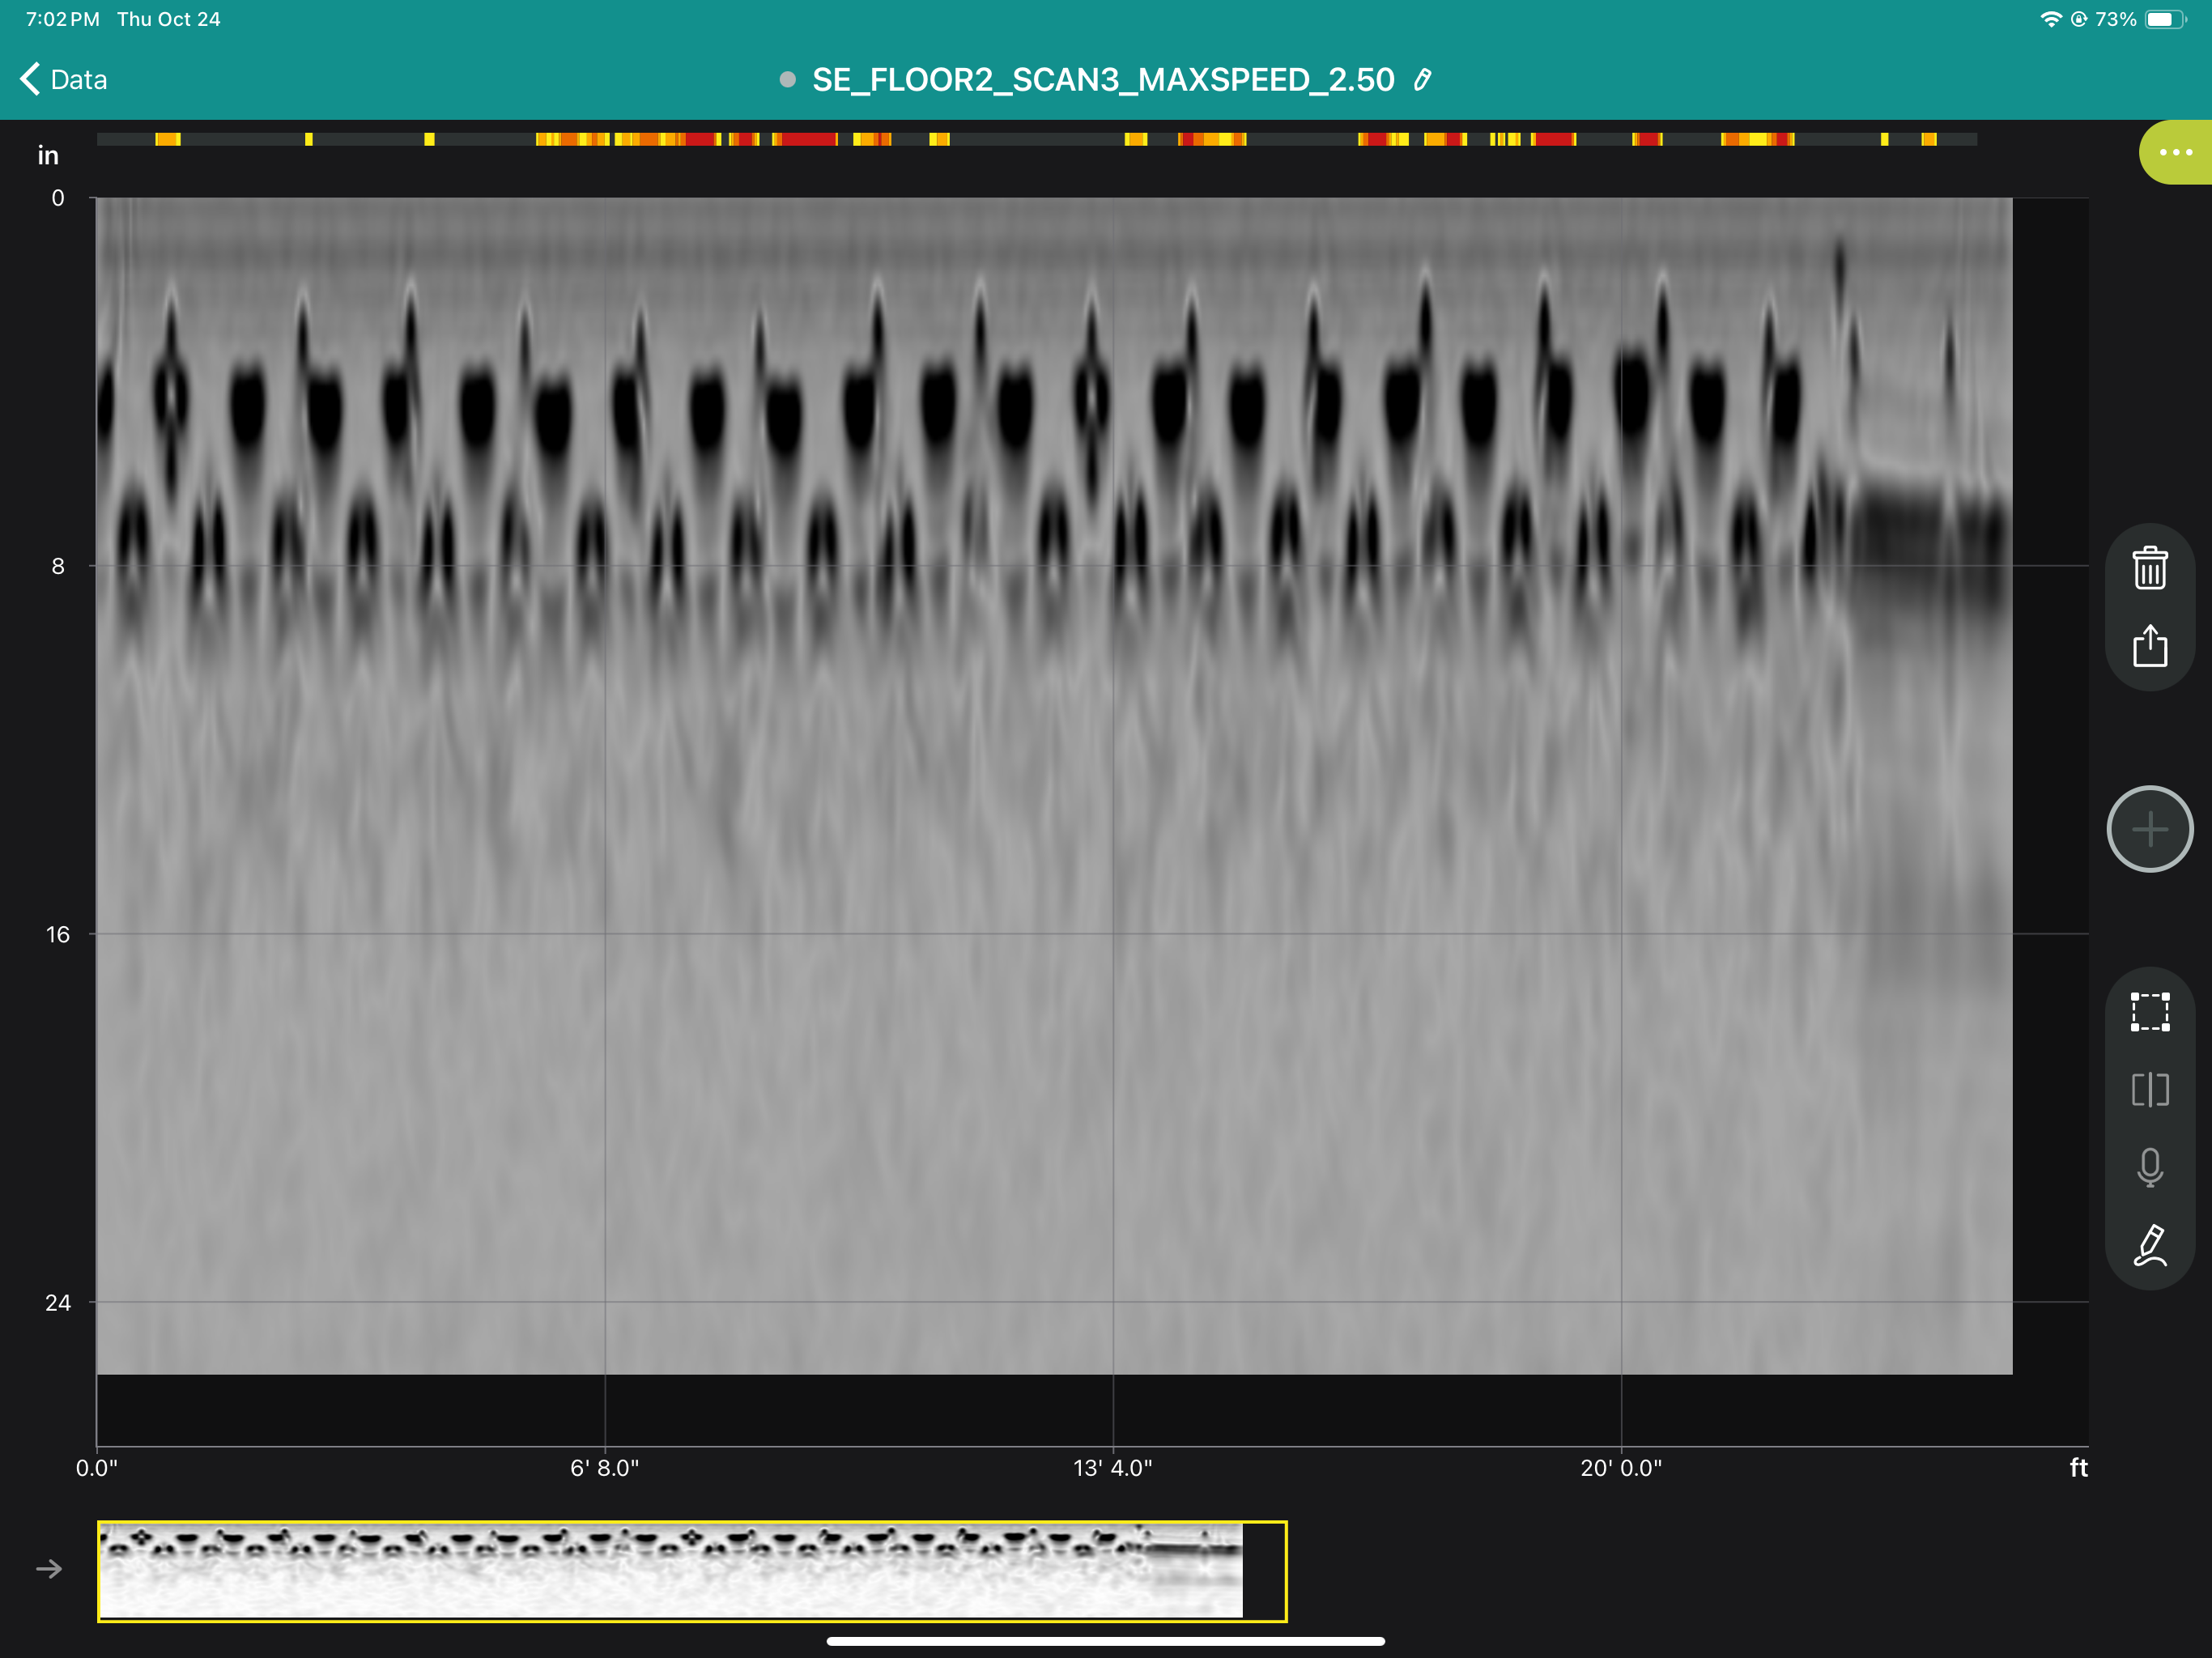 7:02 PM Thu Oct 24
73%
Data
SE_FLOOR2_SCAN3_MAXSPEED_2.50
in
0
8
16
24
0.0" 6' 8.0" 13' 4.0" 20' 0.0" ft